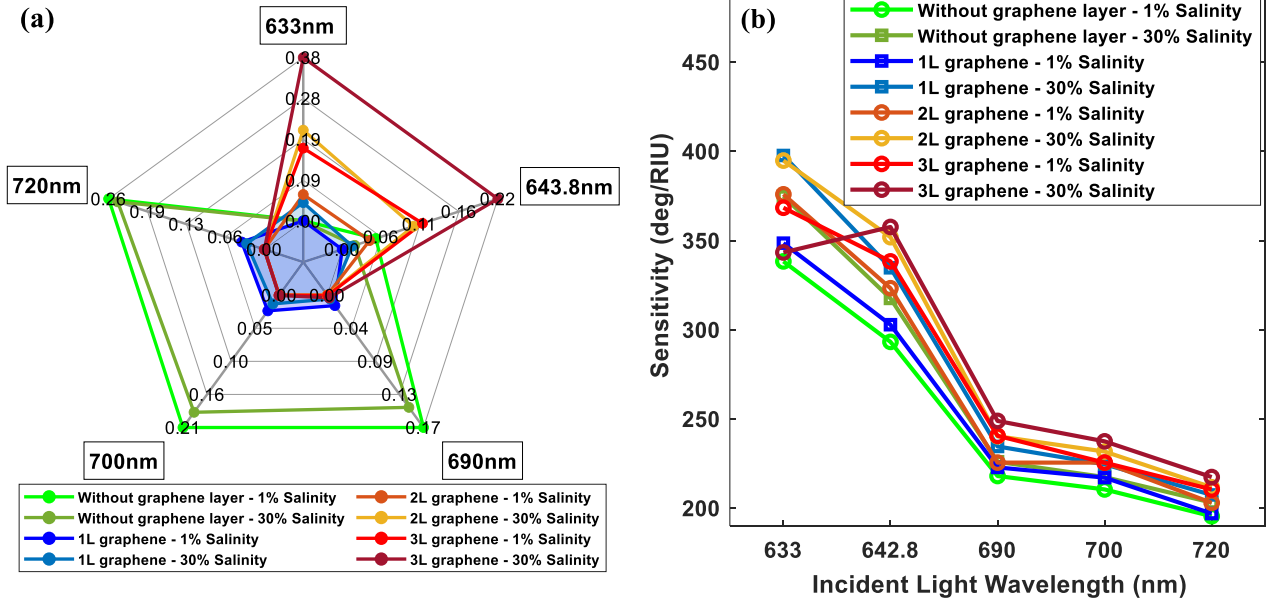 (a)
633nm
0.38
0.28
0.19
0.09
0.00
643.8nm
0.22
0.16
0.11
0.06
0.00
720nm
0.26
0.19
0.13
0.06
0.00
0.00
0.00
0.05
0.04
0.10
0.09
0.16
0.13
0.21
0.17
700nm
690nm
Without graphene layer - 1% Salinity
Without graphene layer - 30% Salinity
1L graphene - 1% Salinity
1L graphene - 30% Salinity
2L graphene - 1% Salinity
2L graphene - 30% Salinity
3L graphene - 1% Salinity
3L graphene - 30% Salinity
(b)
Without graphene layer - 1% Salinity
Without graphene layer - 30% Salinity
1L graphene - 1% Salinity
1L graphene - 30% Salinity
2L graphene - 1% Salinity
2L graphene - 30% Salinity
3L graphene - 1% Salinity
3L graphene - 30% Salinity
Sensitivity (deg/RIU)
450
400
350
300
250
200
633
642.8
690
700
720
Incident Light Wavelength (nm)